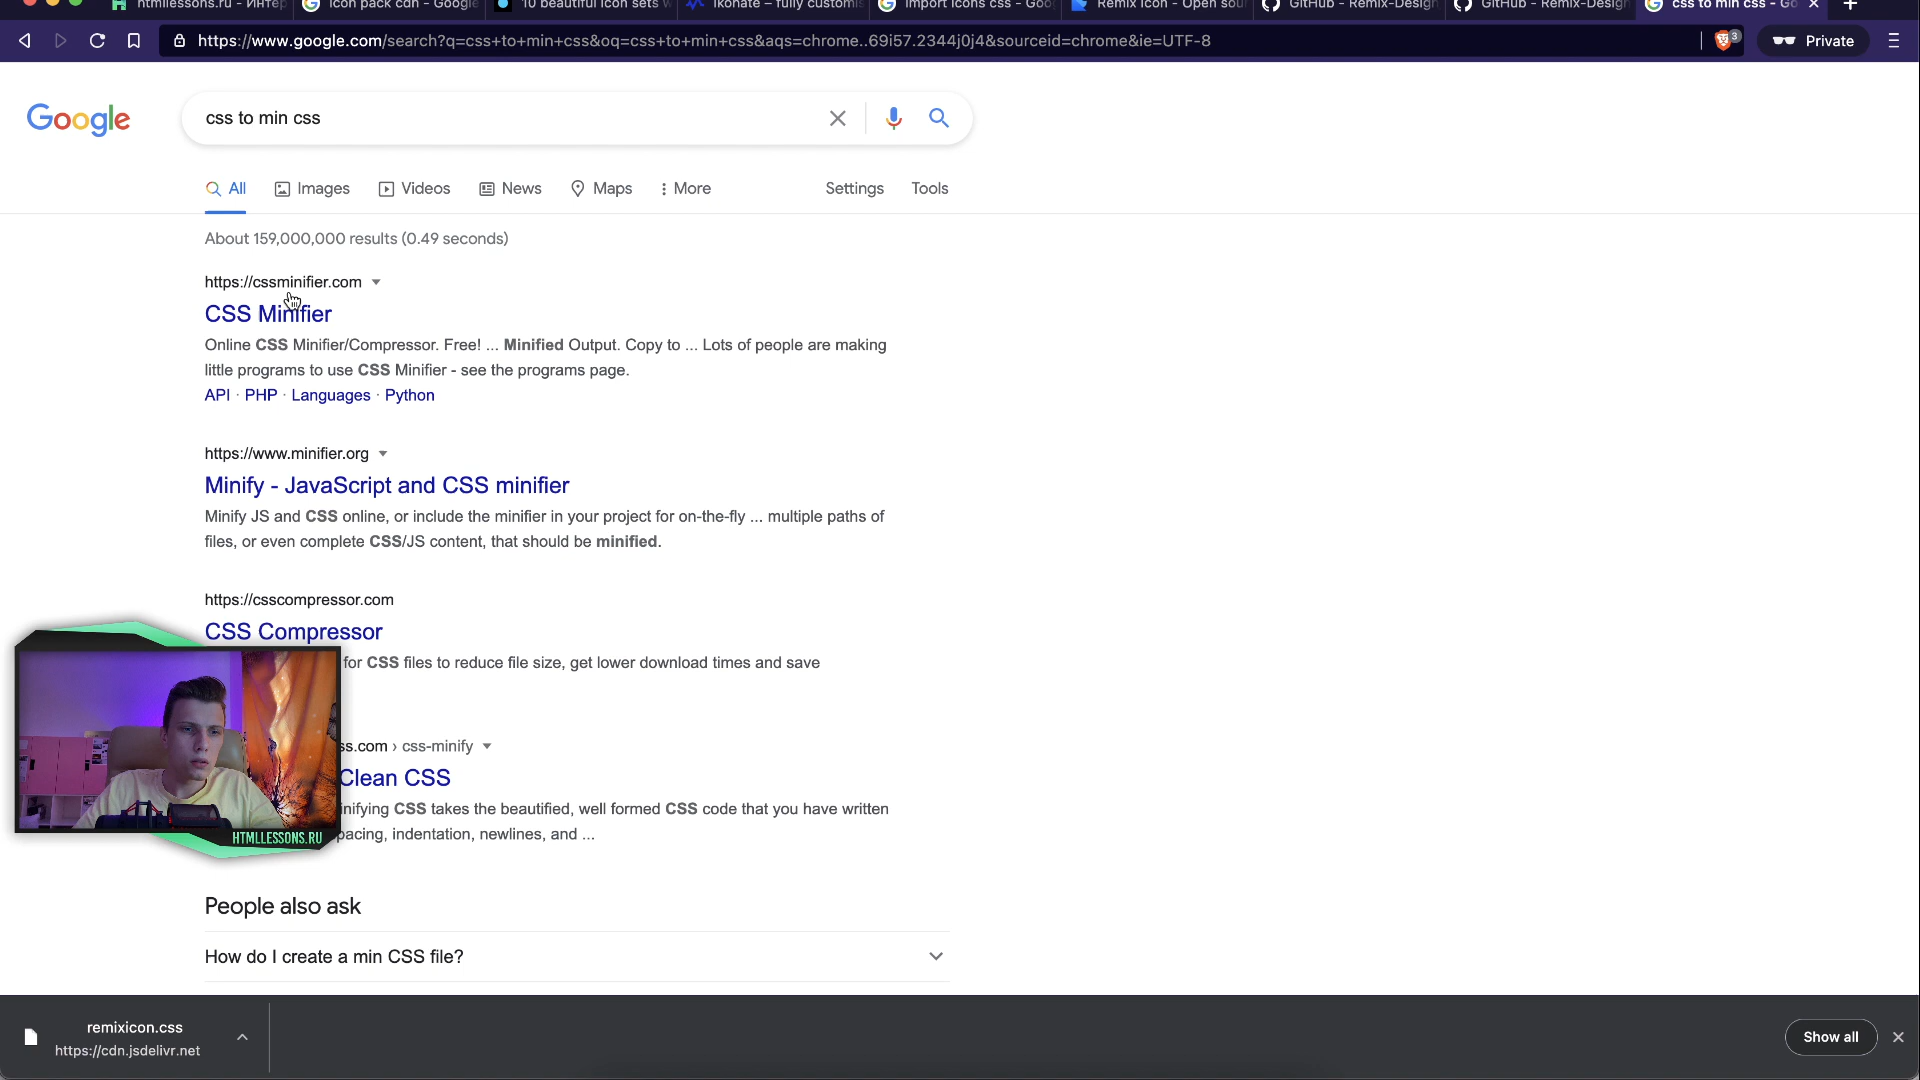 htmllessons.ru - Интер
icon pack cdn - Google
10 beautiful icon sets w
Ikonate – fully customis
import icons css - Goog
Remix Icon - Open sour
GitHub - Remix-Design
GitHub - Remix-Design
css to min css - Go
https://www.google.com/search?q=css+to+min+css&oq=css+to+min+css&aqs=chrome..69i57.2344j0j4&sourceid=chrome&ie=UTF-8
3
Private
Google
css to min css
All
Images
Videos
News
Maps
More
Settings
Tools
About 159,000,000 results (0.49 seconds)
https://cssminifier.com
CSS Minifier
Online CSS Minifier/Compressor. Free! ... Minified Output. Copy to ... Lots of people are making
little programs to use CSS Minifier - see the programs page.
API · PHP · Languages · Python
https://www.minifier.org
Minify - JavaScript and CSS minifier
Minify JS and CSS online, or include the minifier in your project for on-the-fly ... multiple paths of
files, or even complete CSS/JS content, that should be minified.
https://csscompressor.com
CSS Compressor
for CSS files to reduce file size, get lower download times and save
ss.com › css-minify
Clean CSS
inifying CSS takes the beautified, well formed CSS code that you have written
pacing, indentation, newlines, and ...
HTMLLESSONS.RU
People also ask
How do I create a min CSS file?
remixicon.css
https://cdn.jsdelivr.net
Show all